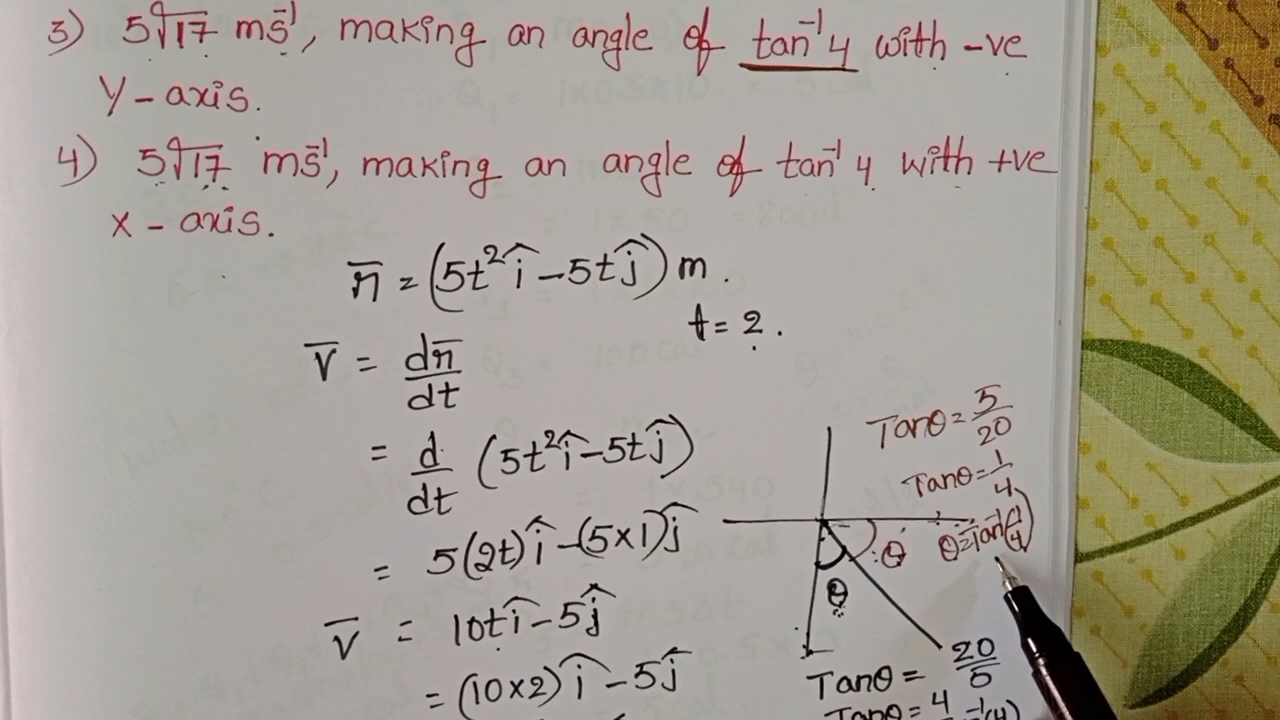 3) 5√17 ms⁻¹, making an angle of tan⁻¹4 with -ve
Y-axis.
4) 5√17 ms⁻¹, making an angle of tan⁻¹4 with +ve
X-axis.
r̅ = (5t²î - 5tĵ) m.
t = 2.
V̅ = dr̅/dt
= d/dt (5t²î - 5tĵ)
= 5(2t)î - (5×1)ĵ
V̅ = 10tî - 5ĵ
= (10×2)î - 5ĵ
Tanθ = 5/20
Tanθ = 1/4
θ = Tan⁻¹(1/4)
θ
θ
Tanθ = 20/5
Tanθ = 4